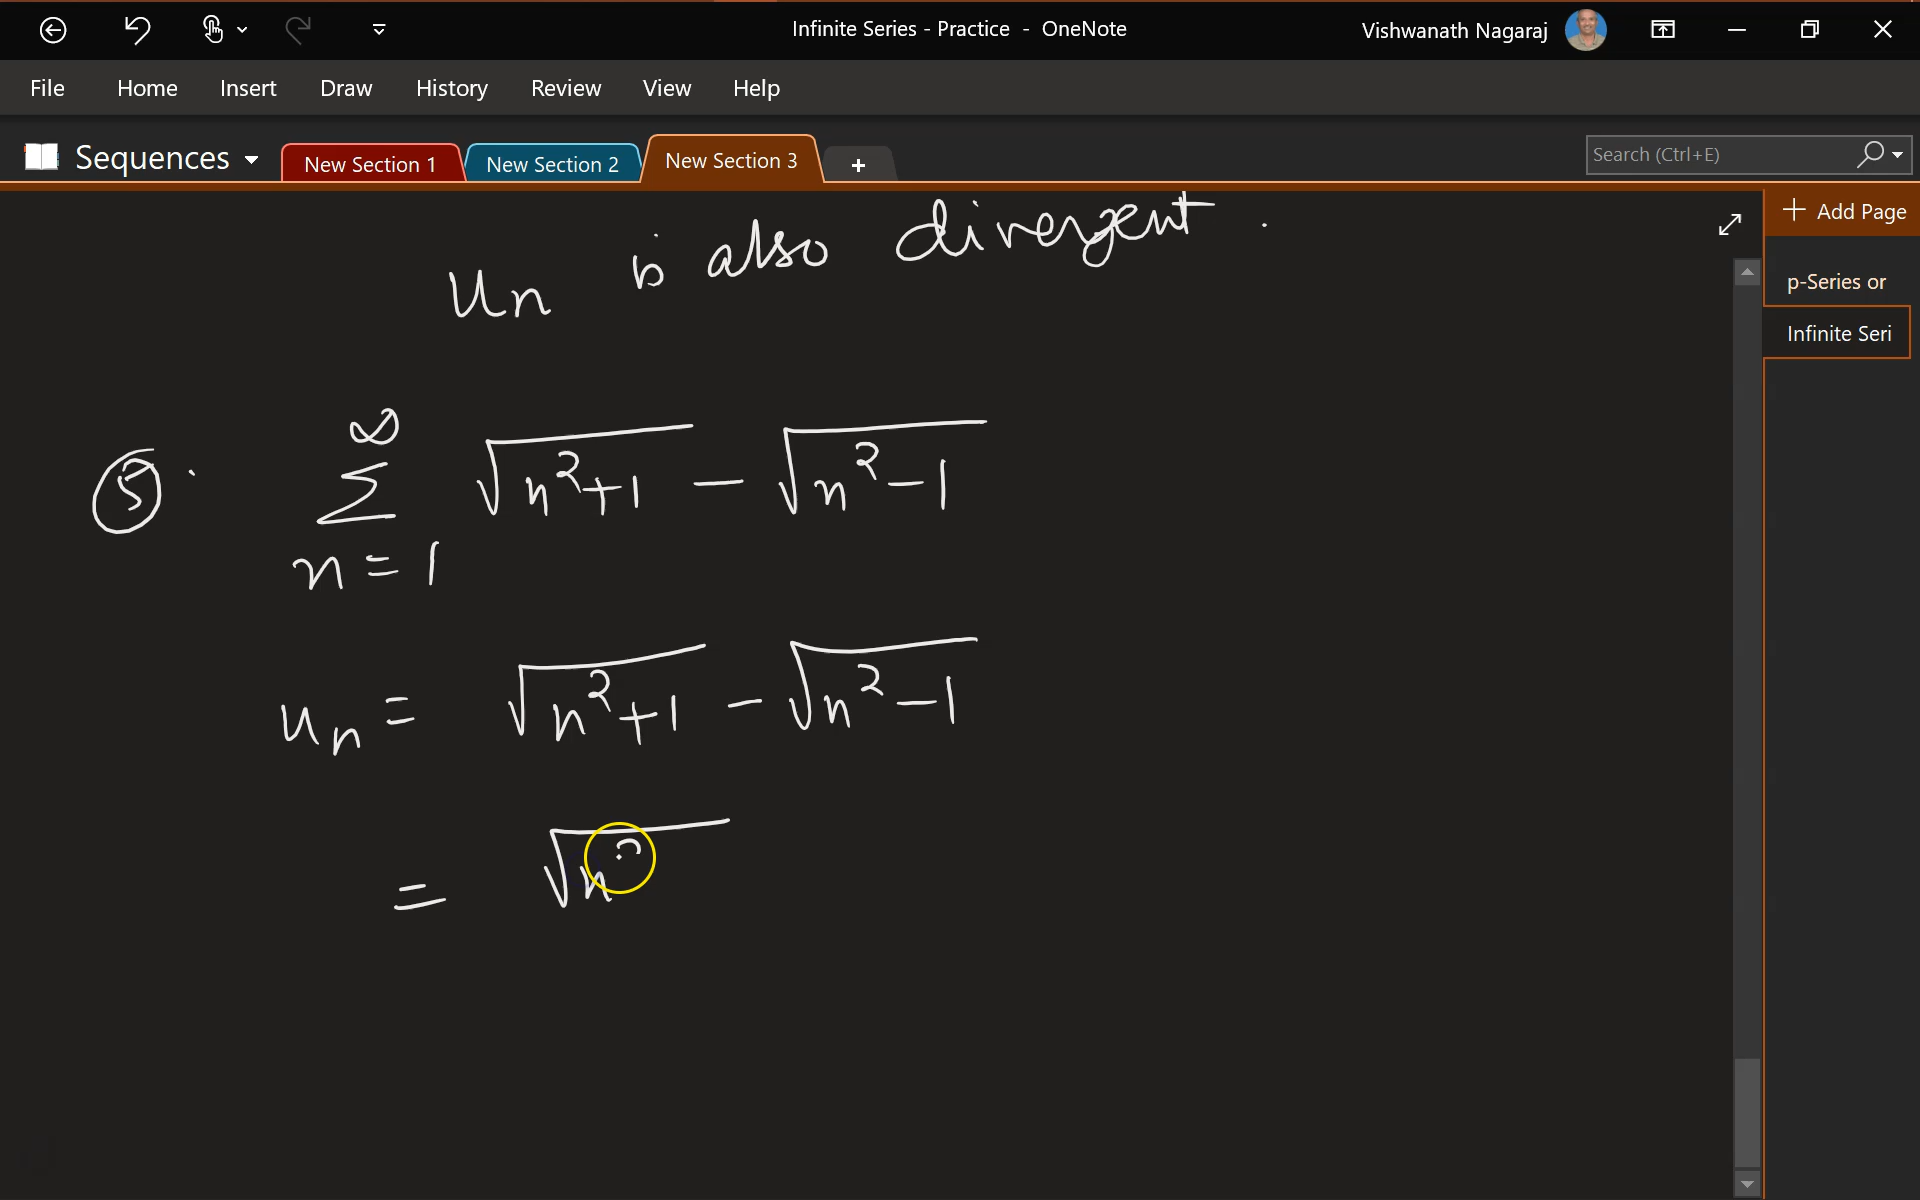 Infinite Series - Practice - OneNote
Vishwanath Nagaraj
File Home Insert Draw History Review View Help
Sequences New Section 1 New Section 2 New Section 3 +
Search (Ctrl+E)
+ Add Page
p-Series or
Infinite Seri
Un is also divergent.
⑤. ∑_{n=1}^{∞} √(n²+1) − √(n²−1)
u_n = √(n²+1) − √(n²−1)
= √n²